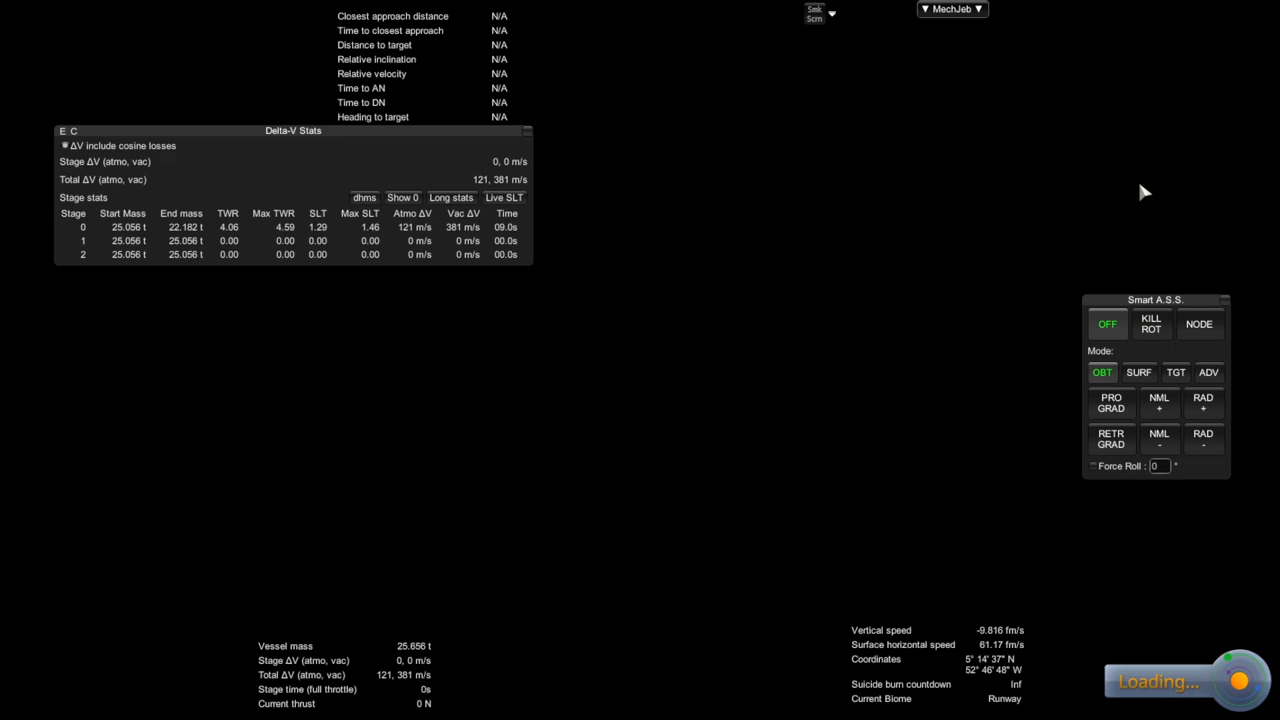 Closest approach distance N/A
Time to closest approach N/A
Distance to target N/A
Relative inclination N/A
Relative velocity N/A
Time to AN N/A
Time to DN N/A
Heading to target N/A
Smk
Scrn
▼ MechJeb ▼
E C Delta-V Stats
ΔV include cosine losses
Stage ΔV (atmo, vac) 0, 0 m/s
Total ΔV (atmo, vac) 121, 381 m/s
Stage stats dhms Show 0 Long stats Live SLT
Stage Start Mass End mass TWR Max TWR SLT Max SLT Atmo ΔV Vac ΔV Time
0 25.056 t 22.182 t 4.06 4.59 1.29 1.46 121 m/s 381 m/s 09.0s
1 25.056 t 25.056 t 0.00 0.00 0.00 0.00 0 m/s 0 m/s 00.0s
2 25.056 t 25.056 t 0.00 0.00 0.00 0.00 0 m/s 0 m/s 00.0s
Smart A.S.S.
OFF KILL ROT NODE
Mode:
OBT SURF TGT ADV
PRO GRAD NML + RAD +
RETR GRAD NML - RAD -
Force Roll : 0 °
Vessel mass 25.656 t
Stage ΔV (atmo, vac) 0, 0 m/s
Total ΔV (atmo, vac) 121, 381 m/s
Stage time (full throttle) 0s
Current thrust 0 N
Vertical speed -9.816 fm/s
Surface horizontal speed 61.17 fm/s
Coordinates 5° 14' 37" N
52° 46' 48" W
Suicide burn countdown Inf
Current Biome Runway
Loading...